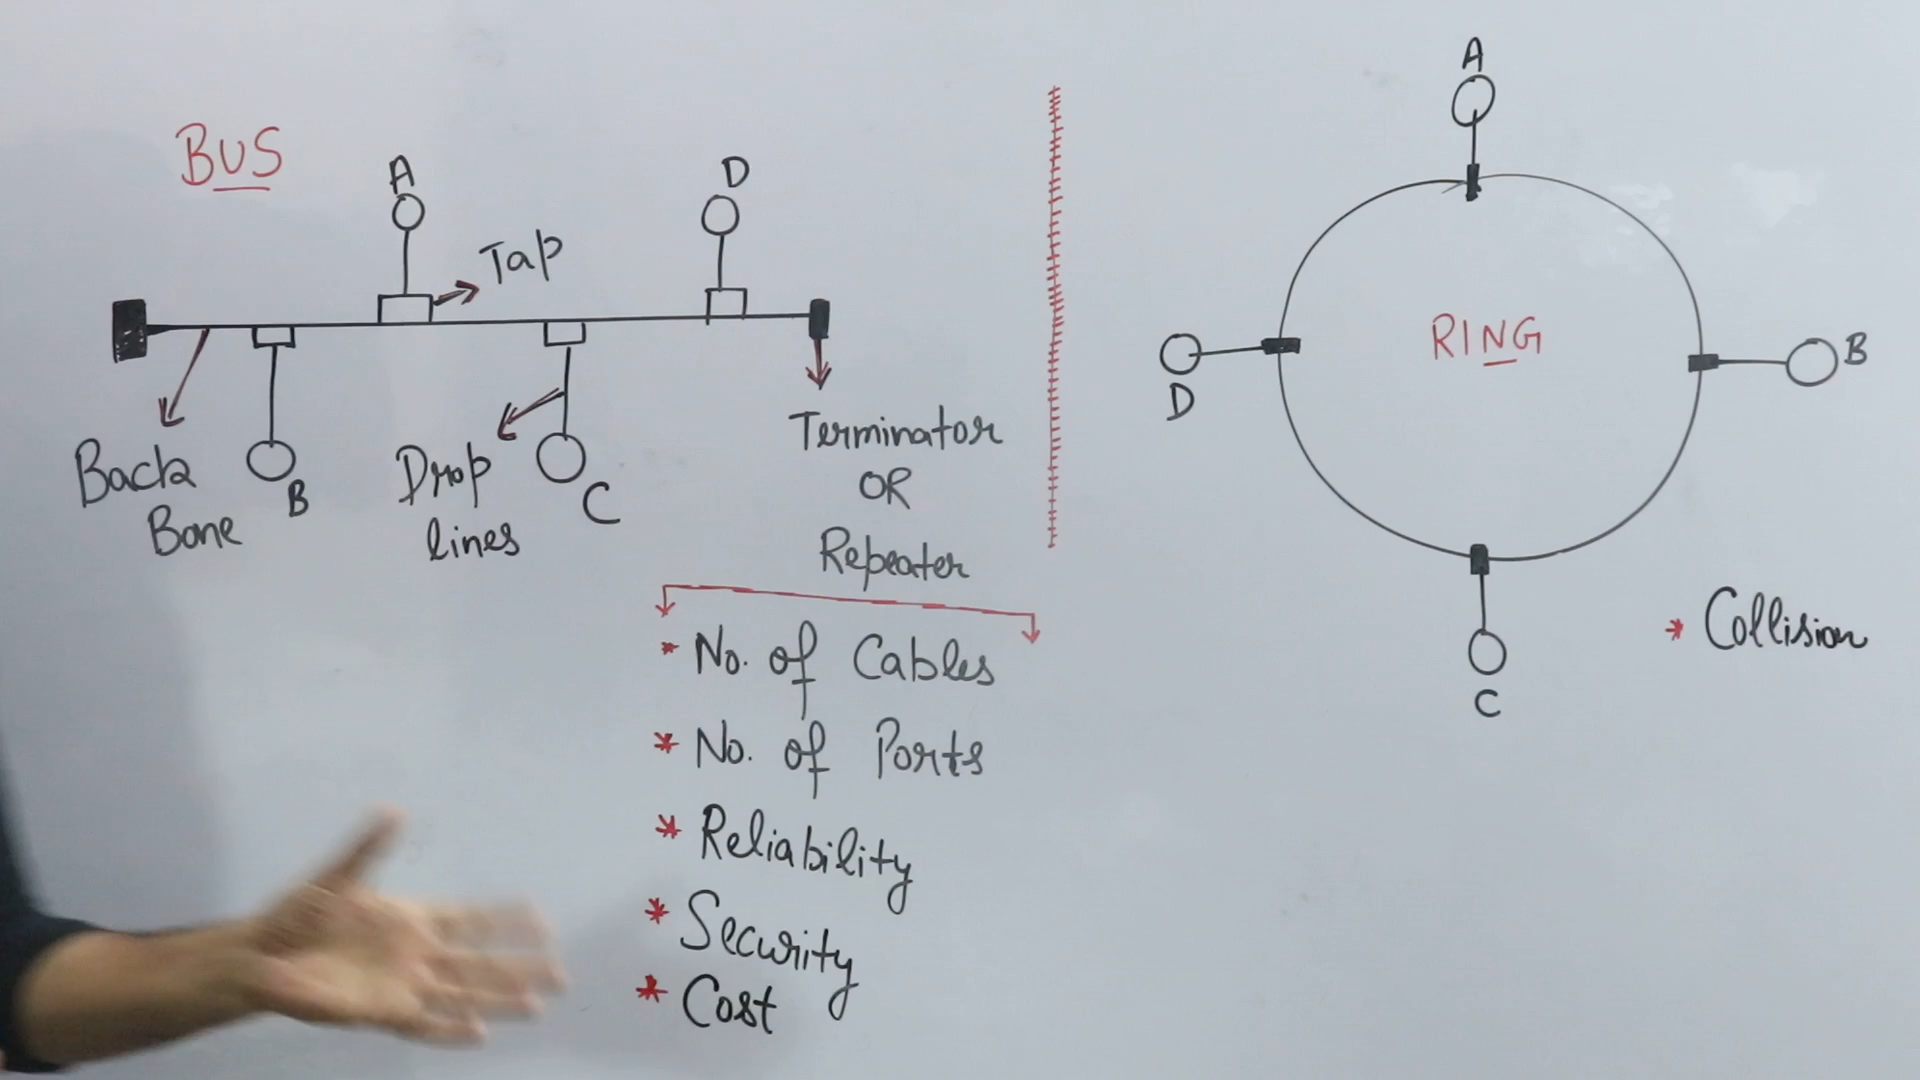 BUS
A
D
Tap
Back
Bone
B
Drop
lines
C
Terminator
OR
Repeater
* No. of Cables
* No. of Ports
* Reliability
* Security
* Cost
A
RING
B
D
C
* Collision